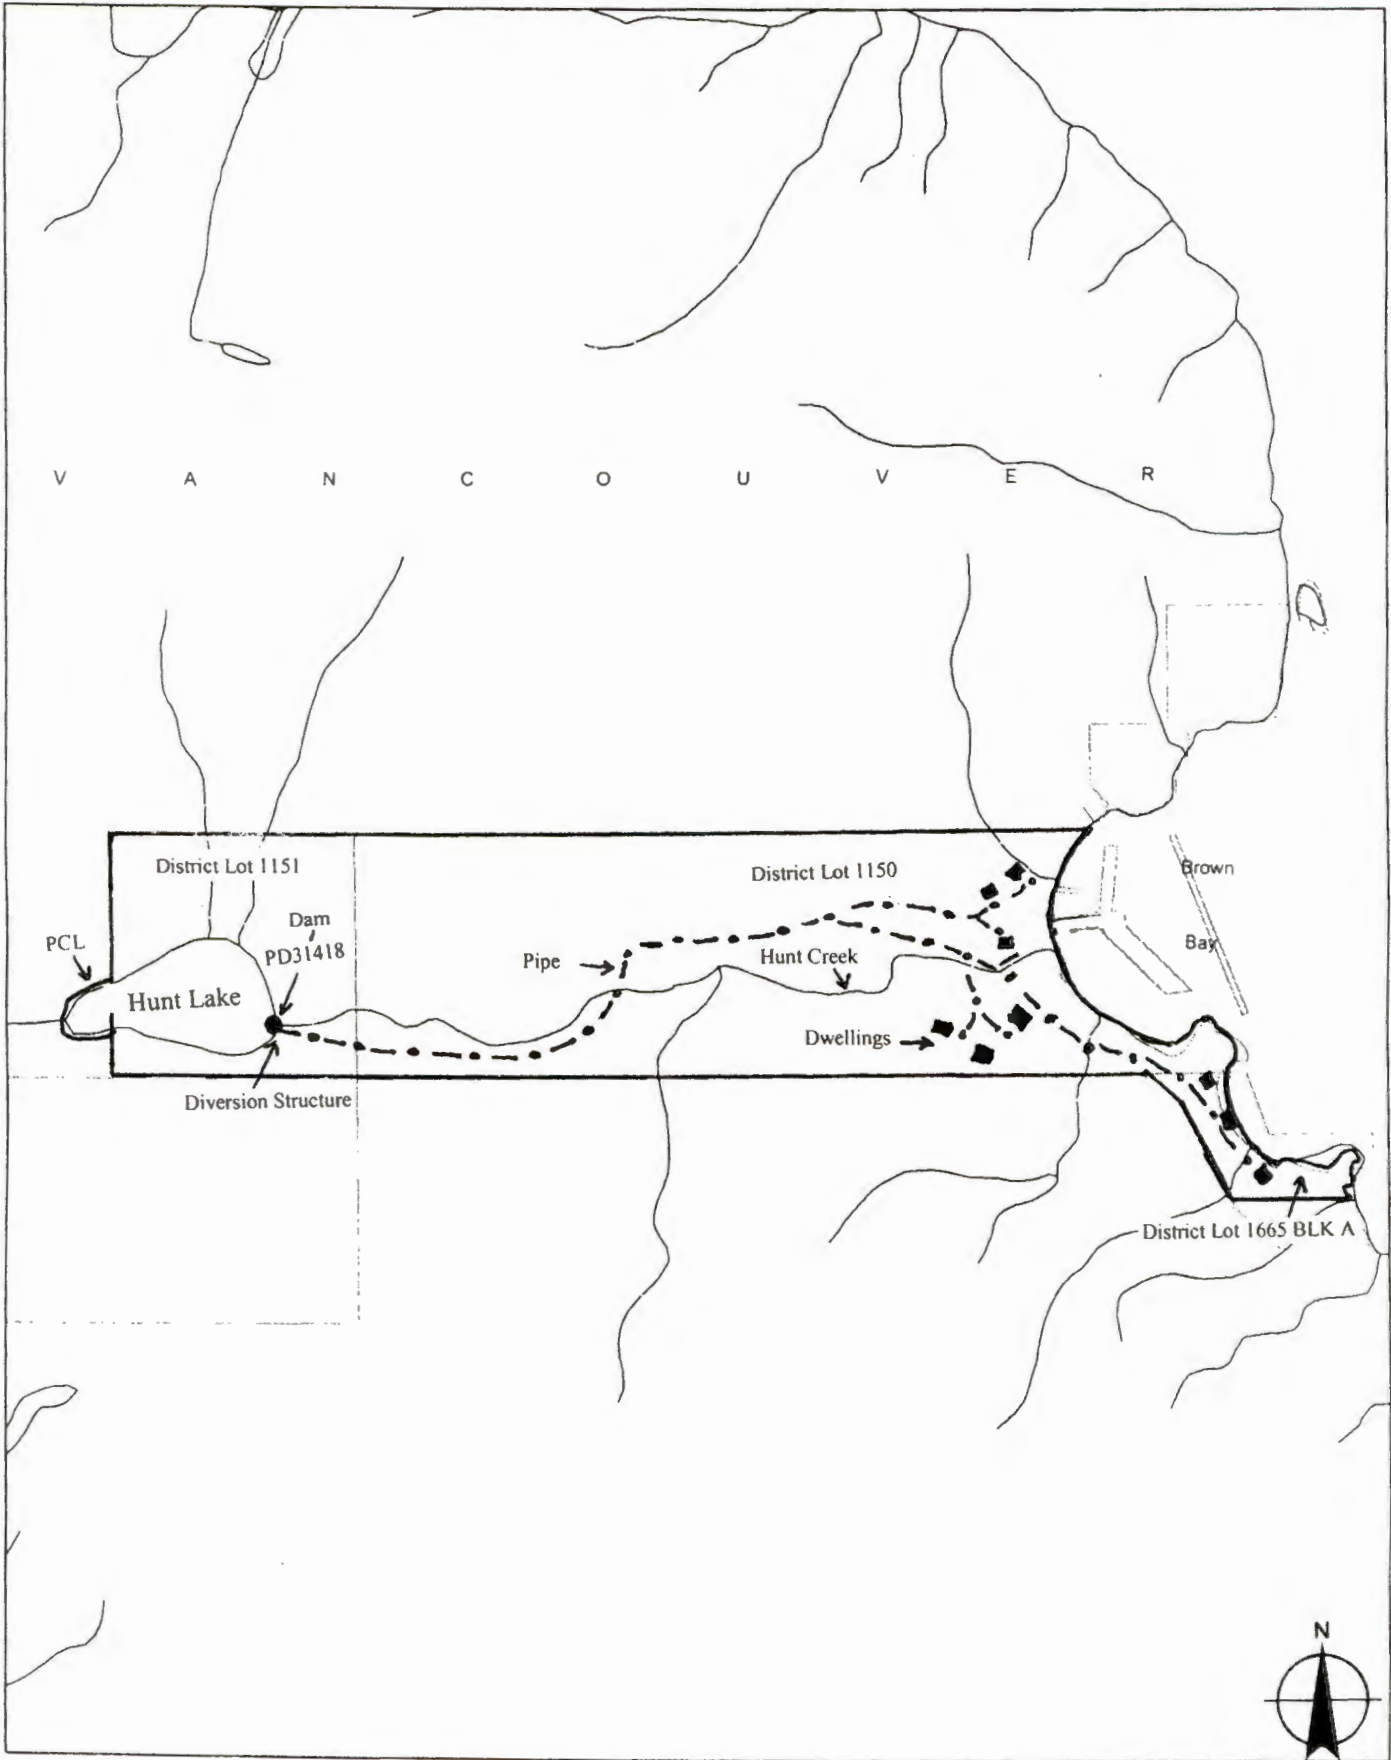 V A N C O U V E R
District Lot 1151
District Lot 1150
Brown
Bay
Dam
PD31418
PCL
Hunt Lake
Pipe
Hunt Creek
Dwellings
Diversion Structure
District Lot 1665 BLK A
N